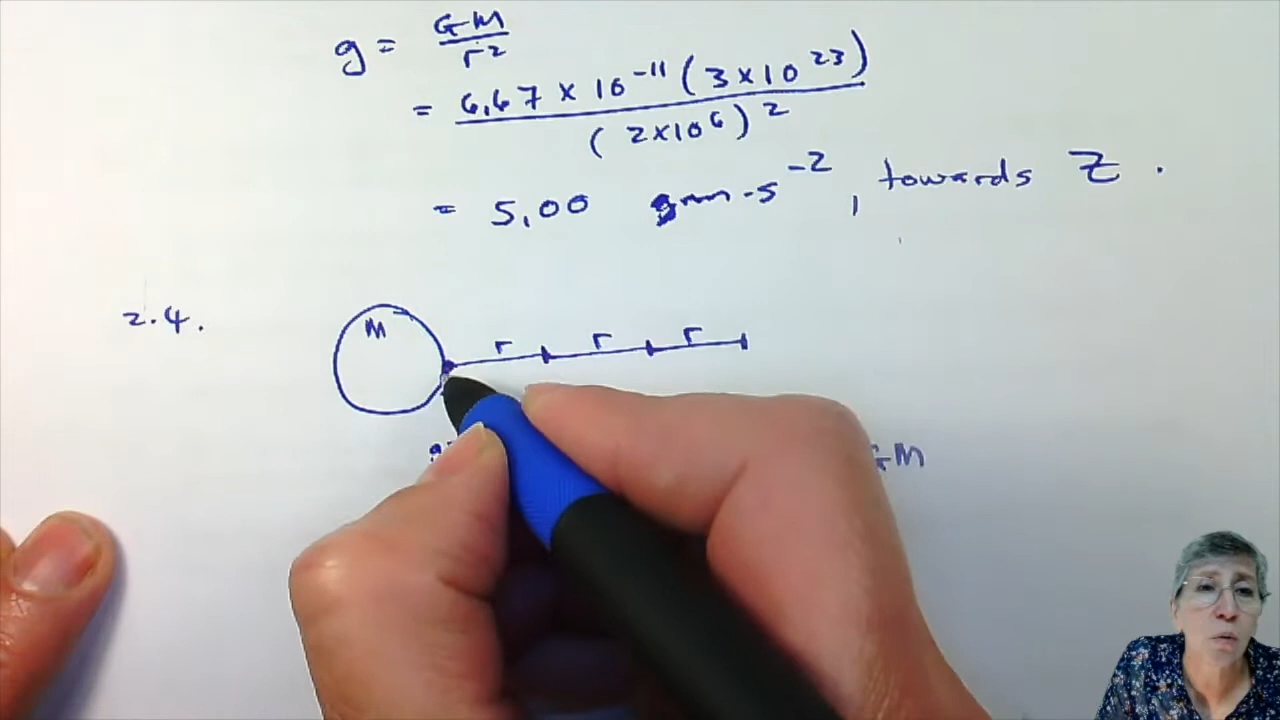 g = GM
r²
= 6,67 × 10⁻¹¹ (3×10²³)
(2×10⁶)²
= 5,00 m·s⁻², towards Z.
2.4.
M r r r
GM